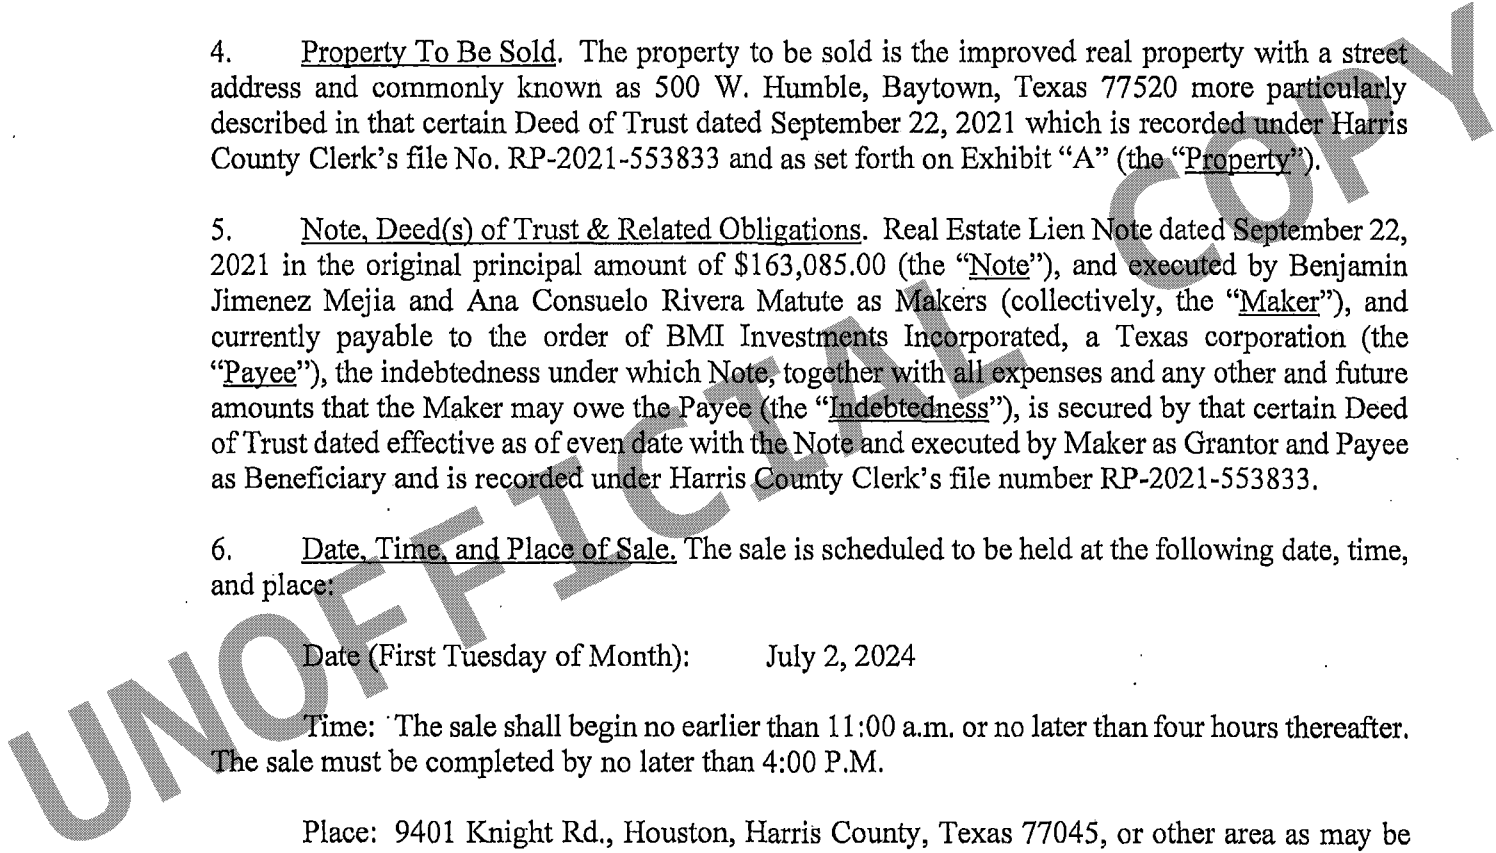 4. Property To Be Sold. The property to be sold is the improved real property with a street
address and commonly known as 500 W. Humble, Baytown, Texas 77520 more particularly
described in that certain Deed of Trust dated September 22, 2021 which is recorded under Harris
County Clerk's file No. RP-2021-553833 and as set forth on Exhibit “A” (the “Property”).
5. Note, Deed(s) of Trust & Related Obligations. Real Estate Lien Note dated September 22,
2021 in the original principal amount of $163,085.00 (the “Note”), and executed by Benjamin
Jimenez Mejia and Ana Consuelo Rivera Matute as Makers (collectively, the “Maker”), and
currently payable to the order of BMI Investments Incorporated, a Texas corporation (the
“Payee”), the indebtedness under which Note, together with all expenses and any other and future
amounts that the Maker may owe the Payee (the “Indebtedness”), is secured by that certain Deed
of Trust dated effective as of even date with the Note and executed by Maker as Grantor and Payee
as Beneficiary and is recorded under Harris County Clerk's file number RP-2021-553833.
6. Date, Time, and Place of Sale. The sale is scheduled to be held at the following date, time,
and place:
Date (First Tuesday of Month): July 2, 2024
Time: The sale shall begin no earlier than 11:00 a.m. or no later than four hours thereafter.
The sale must be completed by no later than 4:00 P.M.
Place: 9401 Knight Rd., Houston, Harris County, Texas 77045, or other area as may be
UNOFFICIAL COPY